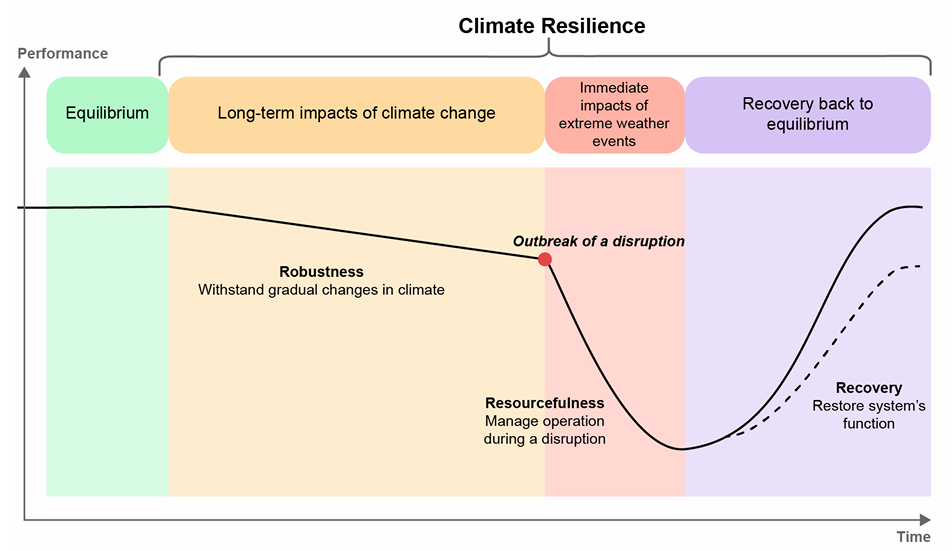 Climate Resilience
Performance
Equilibrium
Long-term impacts of climate change
Immediate
impacts of
extreme weather
events
Recovery back to
equilibrium
Outbreak of a disruption
Robustness
Withstand gradual changes in climate
Resourcefulness
Manage operation
during a disruption
Recovery
Restore system's
function
Time